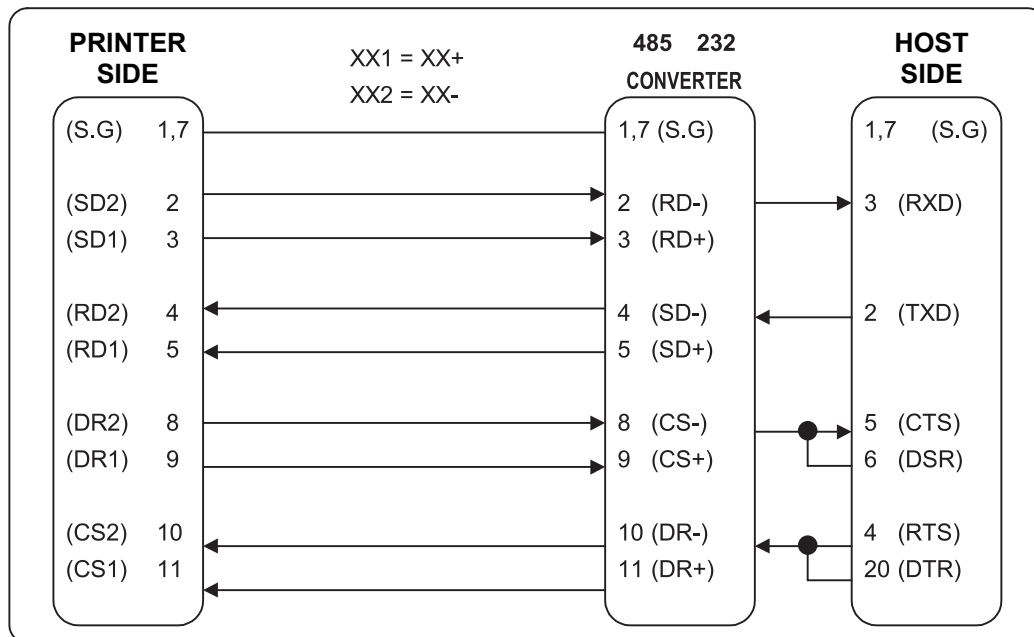 PRINTER
SIDE
XX1 = XX+
XX2 = XX-
485 232
CONVERTER
HOST
SIDE
(S.G) 1,7
1,7 (S.G)
1,7 (S.G)
(SD2) 2
2 (RD-)
3 (RXD)
(SD1) 3
3 (RD+)
(RD2) 4
4 (SD-)
2 (TXD)
(RD1) 5
5 (SD+)
(DR2) 8
8 (CS-)
5 (CTS)
(DR1) 9
9 (CS+)
6 (DSR)
(CS2) 10
10 (DR-)
4 (RTS)
(CS1) 11
11 (DR+)
20 (DTR)